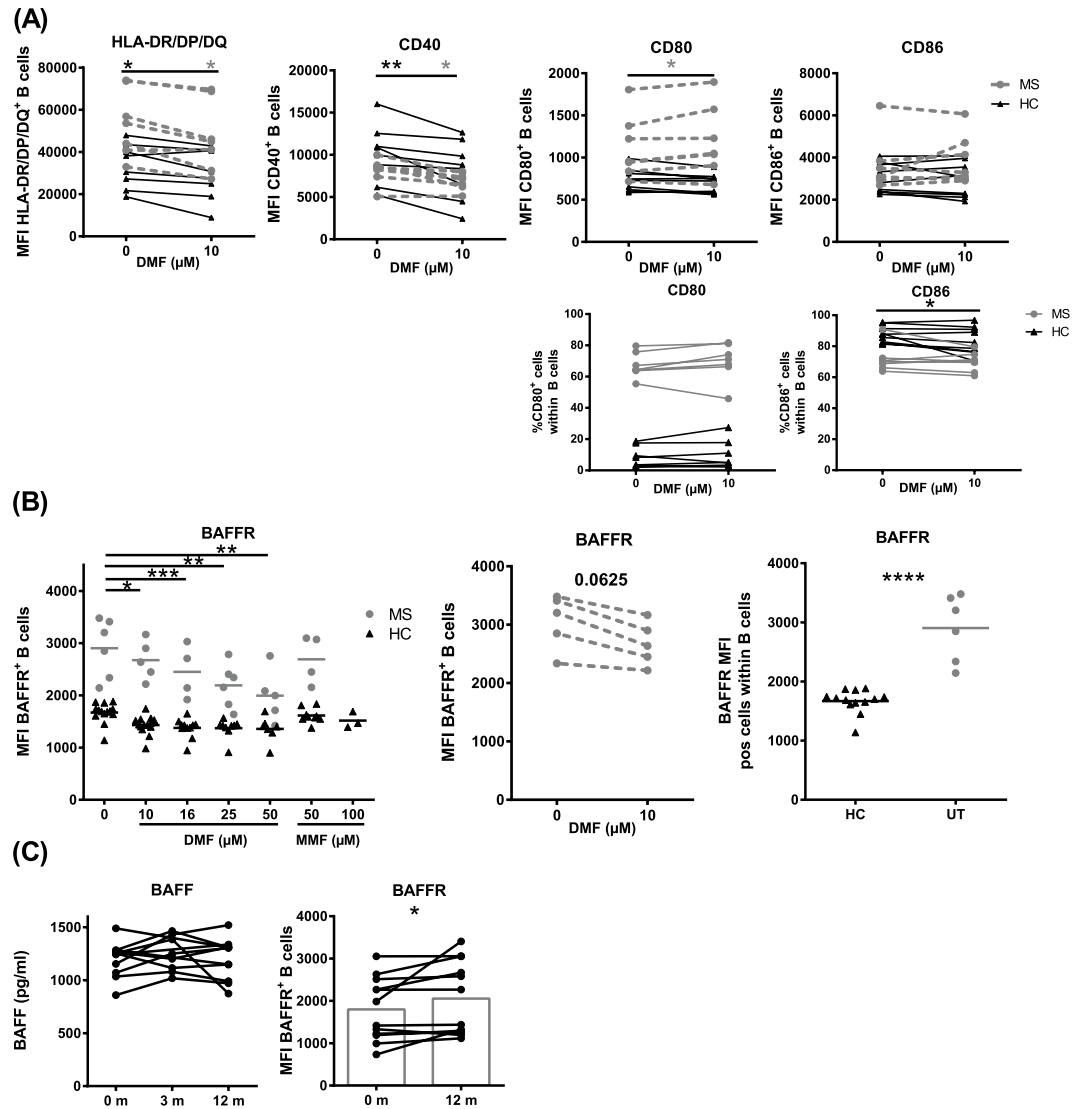 (A)
HLA-DR/DP/DQ
MFI HLA-DR/DP/DQ+ B cells
80000
60000
40000
20000
0
* *
0 10
DMF (µM)
CD40
MFI CD40+ B cells
20000
15000
10000
5000
0
** *
0 10
DMF (µM)
CD80
MFI CD80+ B cells
2000
1500
1000
500
0
*
0 10
DMF (µM)
CD86
MFI CD86+ B cells
8000
6000
4000
2000
0
0 10
DMF (µM)
MS
HC
CD80
%CD80+ cells
within B cells
100
80
60
40
20
0
0 10
DMF (µM)
CD86
*
%CD86+ cells
within B cells
100
80
60
40
20
0
0 10
DMF (µM)
MS
HC
(B)
BAFFR
MFI BAFFR+ B cells
4000
3000
2000
1000
0
**
**
***
*
MS
HC
0 10 16 25 50 50 100
DMF (µM) MMF (µM)
BAFFR
0.0625
MFI BAFFR+ B cells
4000
3000
2000
1000
0
0 10
DMF (µM)
BAFFR
****
BAFFR MFI
pos cells within B cells
4000
3000
2000
1000
0
HC UT
(C)
BAFF
BAFF (pg/ml)
1500
1000
500
0
0 m 3 m 12 m
BAFFR
*
MFI BAFFR+ B cells
4000
3000
2000
1000
0
0 m 12 m